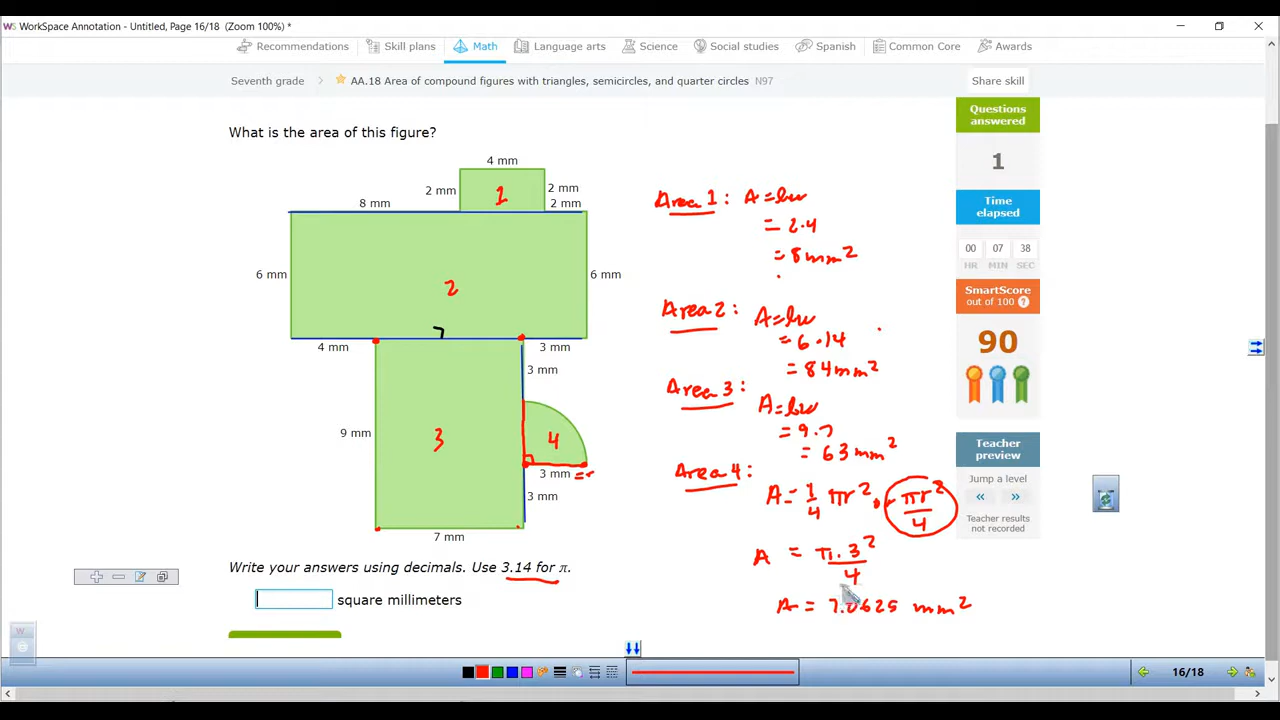 WorkSpace Annotation - Untitled, Page 16/18 (Zoom 100%) *
Recommendations Skill plans Math Language arts Science Social studies Spanish Common Core Awards
Seventh grade > AA.18 Area of compound figures with triangles, semicircles, and quarter circles N97
Share skill
What is the area of this figure?
4 mm
2 mm
2 mm
8 mm
2 mm
1
6 mm
6 mm
2
4 mm
3 mm
3 mm
9 mm
3
4
3 mm =r
3 mm
7 mm
Write your answers using decimals. Use 3.14 for π.
square millimeters
Area 1: A=lw
= 2·4
= 8mm²
Area 2: A=lw
= 6·14
= 84mm²
Area 3: A=lw
= 9·7
= 63mm²
Area 4:
A=1/4 πr² or πr²/4
A = π·3²/4
A = 7.0625 mm²
Questions answered
1
Time elapsed
00 07 38
HR MIN SEC
SmartScore
out of 100 ?
90
Teacher preview
Jump a level
« »
Teacher results
not recorded
16/18